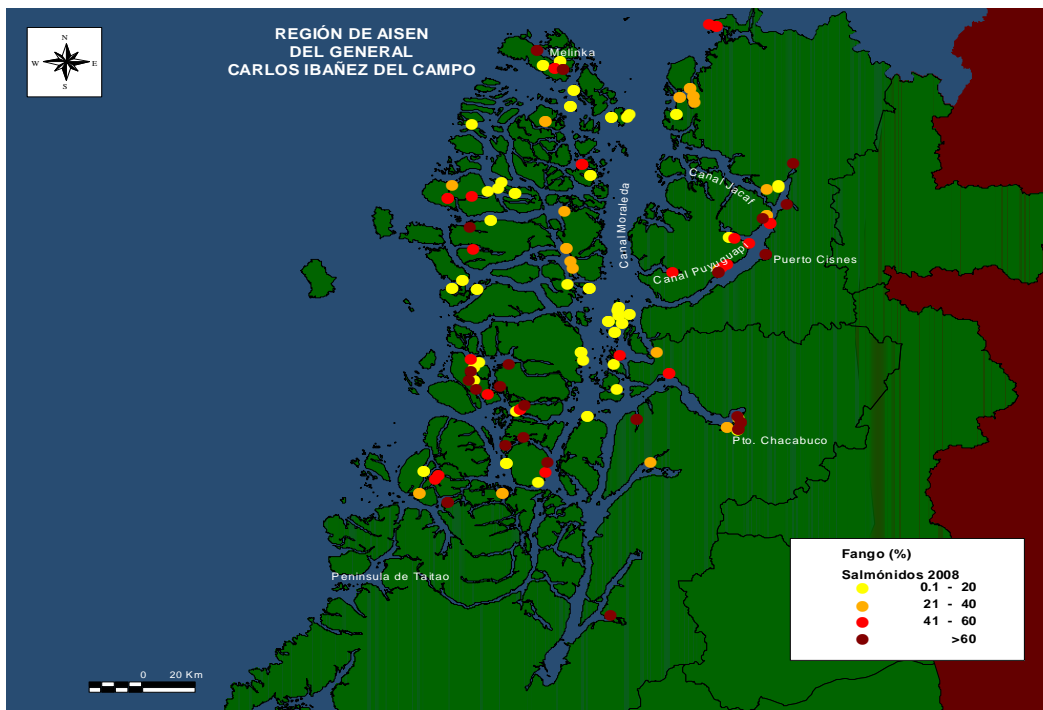 REGIÓN DE AISEN
DEL GENERAL
CARLOS IBAÑEZ DEL CAMPO
N
W E
S
Melinka
Canal Jacaf
Canal Moraleda
Canal Puyuguapi
Puerto Cisnes
Pto. Chacabuco
Peninsula de Taitao
Fango (%)
Salmónidos 2008
0.1 - 20
21 - 40
41 - 60
>60
0 20 Km